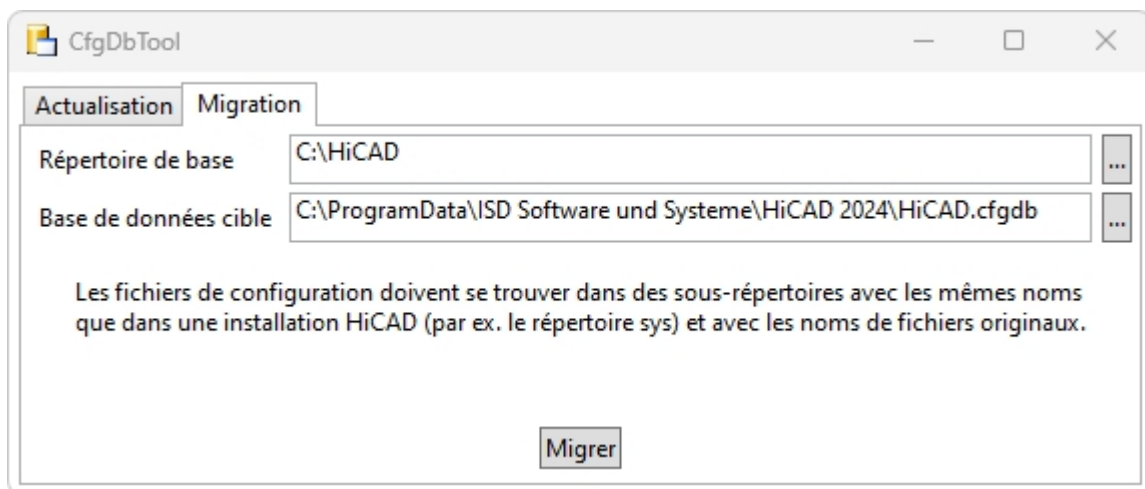 CfgDbTool
Actualisation Migration
Répertoire de base C:\HiCAD ...
Base de données cible C:\ProgramData\ISD Software und Systeme\HiCAD 2024\HiCAD.cfgdb ...
Les fichiers de configuration doivent se trouver dans des sous-répertoires avec les mêmes noms
que dans une installation HiCAD (par ex. le répertoire sys) et avec les noms de fichiers originaux.
Migrer